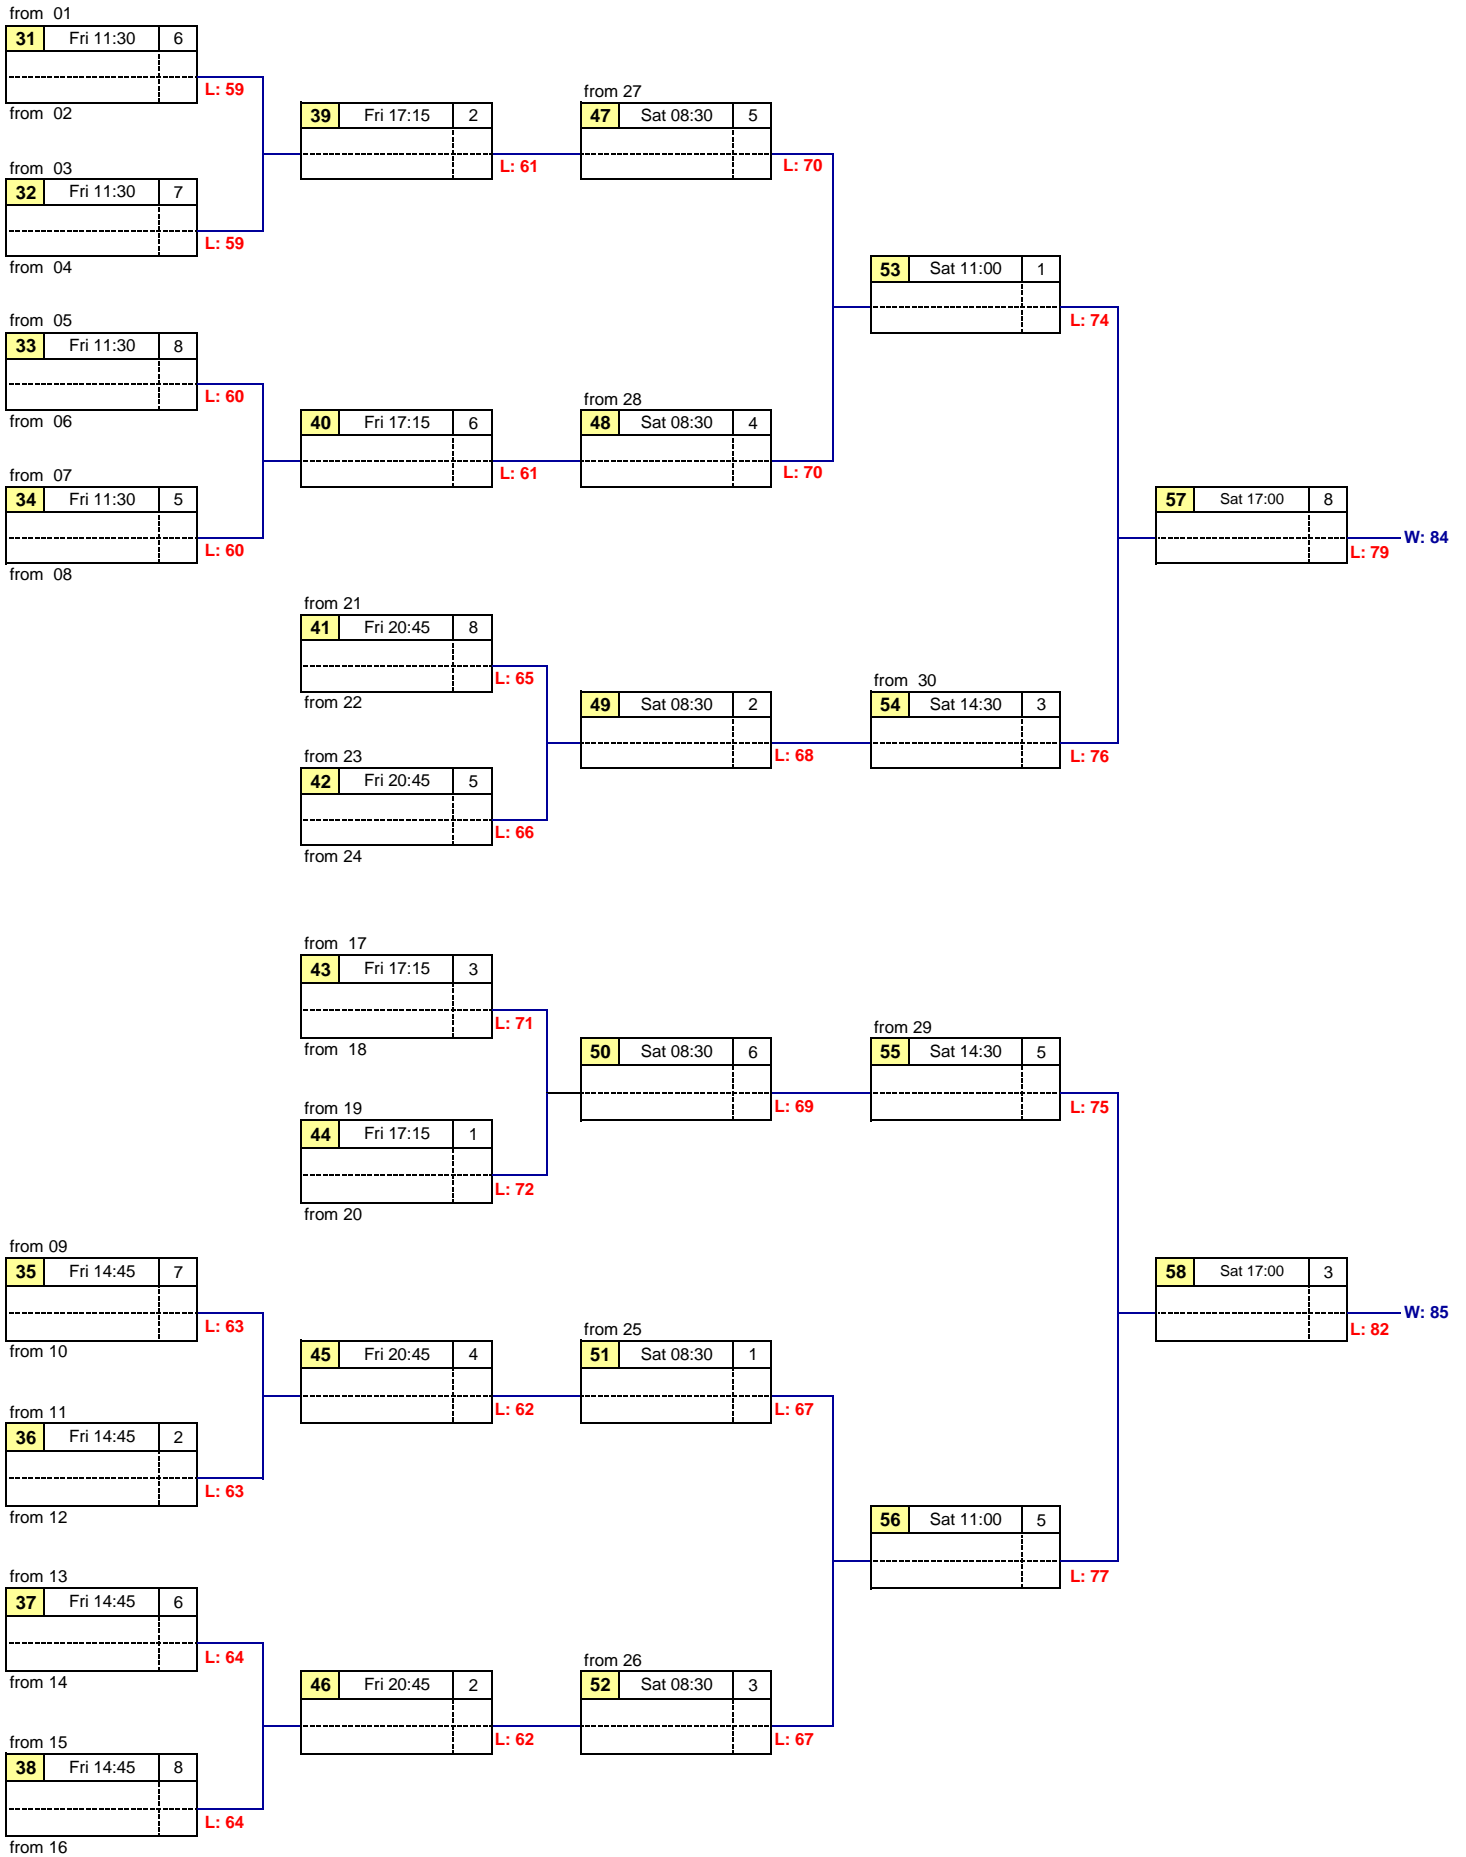 from 01
31 Fri 11:30 6
L: 59
from 02
from 27
39 Fri 17:15 2
47 Sat 08:30 5
L: 61
L: 70
from 03
32 Fri 11:30 7
L: 59
from 04
53 Sat 11:00 1
L: 74
from 05
33 Fri 11:30 8
L: 60
from 06
from 28
40 Fri 17:15 6
48 Sat 08:30 4
L: 61
L: 70
from 07
34 Fri 11:30 5
L: 60
from 08
57 Sat 17:00 8
W: 84
L: 79
from 21
41 Fri 20:45 8
L: 65
from 22
from 30
49 Sat 08:30 2
54 Sat 14:30 3
L: 68
L: 76
from 23
42 Fri 20:45 5
L: 66
from 24
from 17
43 Fri 17:15 3
L: 71
from 18
from 29
50 Sat 08:30 6
55 Sat 14:30 5
L: 69
L: 75
from 19
44 Fri 17:15 1
L: 72
from 20
from 09
35 Fri 14:45 7
L: 63
from 10
58 Sat 17:00 3
W: 85
L: 82
from 25
45 Fri 20:45 4
51 Sat 08:30 1
L: 62
L: 67
from 11
36 Fri 14:45 2
L: 63
from 12
56 Sat 11:00 5
L: 77
from 13
37 Fri 14:45 6
L: 64
from 14
from 26
46 Fri 20:45 2
52 Sat 08:30 3
L: 62
L: 67
from 15
38 Fri 14:45 8
L: 64
from 16